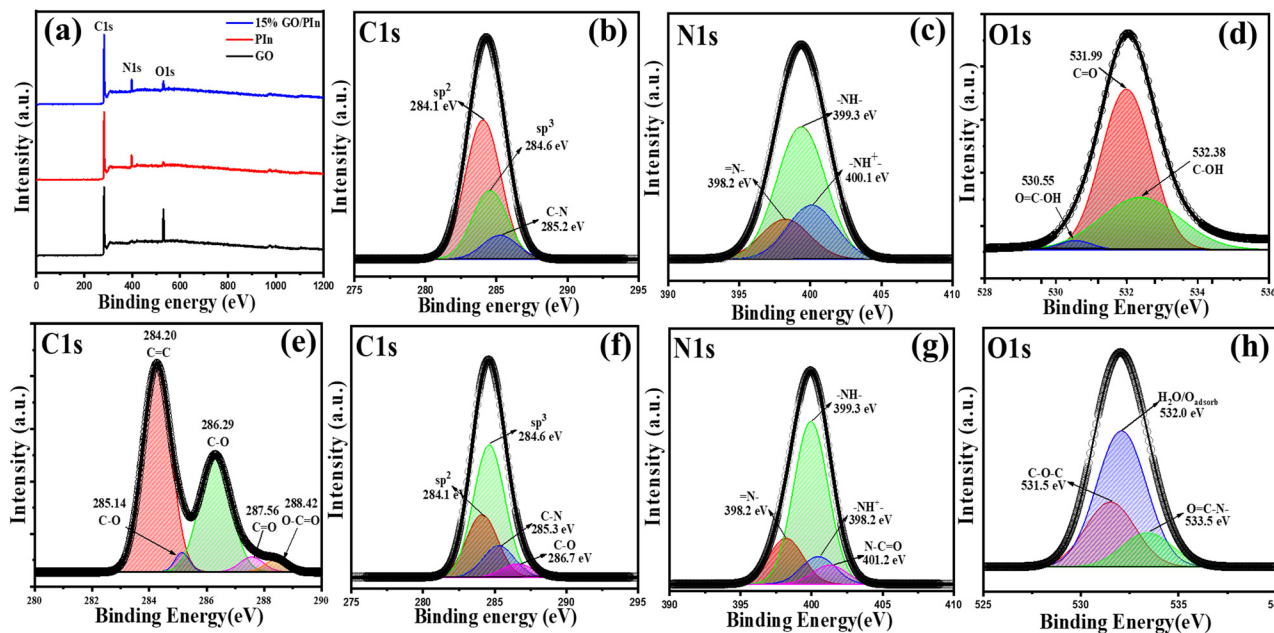 (a)
C1s
N1s
O1s
15% GO/PIn
PIn
GO
Intensity (a.u.)
0 200 400 600 800 1000 1200
Binding energy (eV)
C1s
(b)
sp2
284.1 eV
sp3
284.6 eV
C-N
285.2 eV
Intensity (a.u.)
275 280 285 290 295
Binding energy (eV)
N1s
(c)
-NH-
399.3 eV
=N-
398.2 eV
-NH+-
400.1 eV
Intensity (a.u.)
390 395 400 405 410
Binding energy (eV)
O1s
(d)
531.99
C=O
532.38
C-OH
530.55
O=C-OH
Intensity (a.u.)
528 530 532 534 536
Binding Energy(eV)
C1s
(e)
284.20
C=C
286.29
C-O
285.14
C-O
287.56
C=O
288.42
O-C=O
Intensity (a.u.)
280 282 284 286 288 290
Binding Energy(eV)
C1s
(f)
sp3
284.6 eV
sp2
284.1 eV
C-N
285.3 eV
C-O
286.7 eV
Intensity (a.u.)
275 280 285 290 295
Binding energy (eV)
N1s
(g)
-NH-
399.3 eV
=N-
398.2 eV
-NH+-
398.2 eV
N-C=O
401.2 eV
Intensity (a.u.)
390 395 400 405 410
Binding energy (eV)
O1s
(h)
H2O/Oadsorb
532.0 eV
C-O-C
531.5 eV
O=C-N-
533.5 eV
Intensity (a.u.)
525 530 535
Binding Energy(eV)